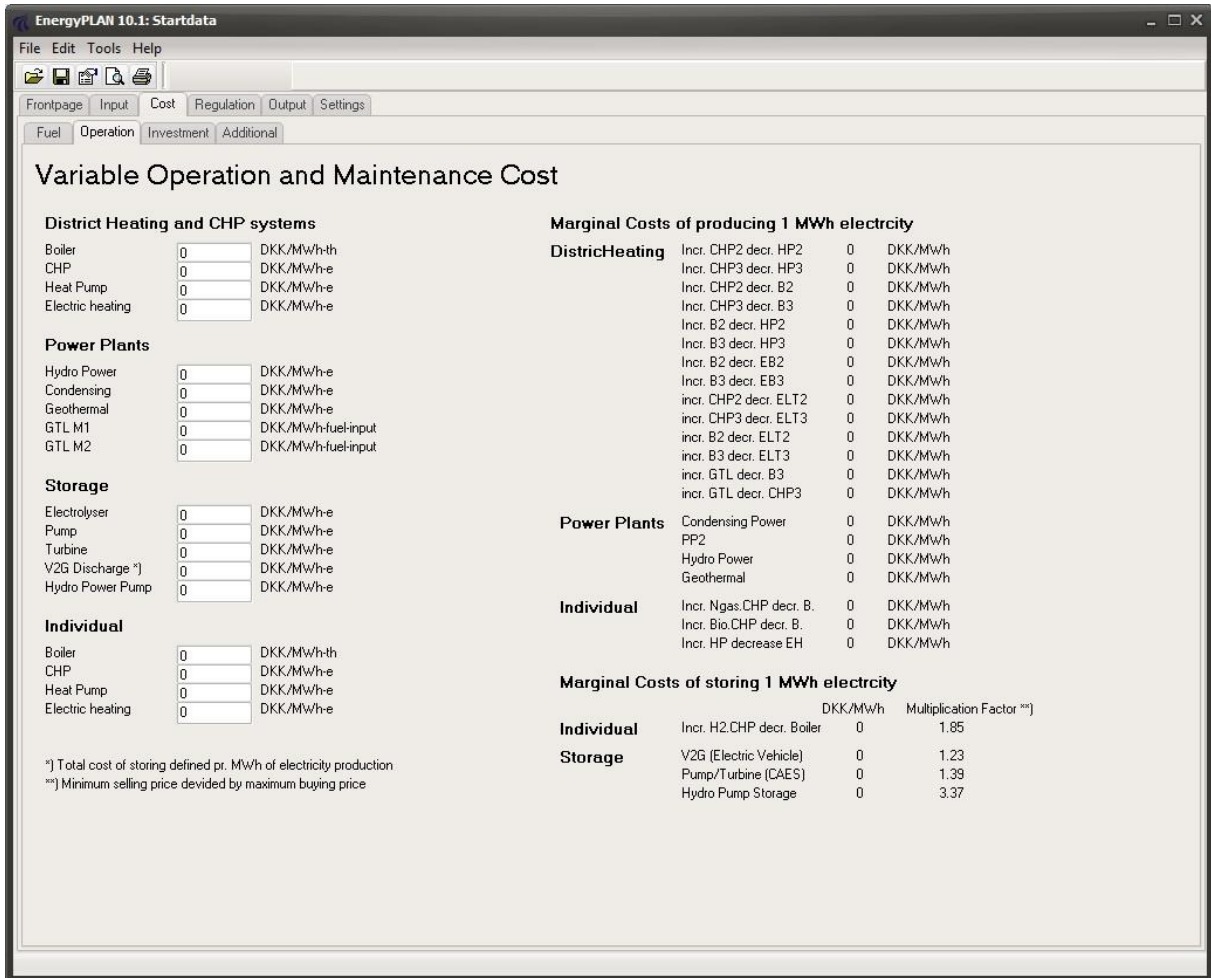 EnergyPLAN 10.1: Startdata
File Edit Tools Help
Frontpage Input Cost Regulation Output Settings
Fuel Operation Investment Additional
Variable Operation and Maintenance Cost
District Heating and CHP systems
Boiler 0 DKK/MWh-th
CHP 0 DKK/MWh-e
Heat Pump 0 DKK/MWh-e
Electric heating 0 DKK/MWh-e
Power Plants
Hydro Power 0 DKK/MWh-e
Condensing 0 DKK/MWh-e
Geothermal 0 DKK/MWh-e
GTL M1 0 DKK/MWh-fuel-input
GTL M2 0 DKK/MWh-fuel-input
Storage
Electrolyser 0 DKK/MWh-e
Pump 0 DKK/MWh-e
Turbine 0 DKK/MWh-e
V2G Discharge *) 0 DKK/MWh-e
Hydro Power Pump 0 DKK/MWh-e
Individual
Boiler 0 DKK/MWh-th
CHP 0 DKK/MWh-e
Heat Pump 0 DKK/MWh-e
Electric heating 0 DKK/MWh-e
*) Total cost of storing defined pr. MWh of electricity production
**) Minimum selling price devided by maximum buying price
Marginal Costs of producing 1 MWh electrcity
DistricHeating Incr. CHP2 decr. HP2 0 DKK/MWh
Incr. CHP3 decr. HP3 0 DKK/MWh
Incr. CHP2 decr. B2 0 DKK/MWh
Incr. CHP3 decr. B3 0 DKK/MWh
Incr. B2 decr. HP2 0 DKK/MWh
Incr. B3 decr. HP3 0 DKK/MWh
Incr. B2 decr. EB2 0 DKK/MWh
Incr. B3 decr. EB3 0 DKK/MWh
incr. CHP2 decr. ELT2 0 DKK/MWh
incr. CHP3 decr. ELT3 0 DKK/MWh
incr. B2 decr. ELT2 0 DKK/MWh
incr. B3 decr. ELT3 0 DKK/MWh
incr. GTL decr. B3 0 DKK/MWh
incr. GTL decr. CHP3 0 DKK/MWh
Power Plants Condensing Power 0 DKK/MWh
PP2 0 DKK/MWh
Hydro Power 0 DKK/MWh
Geothermal 0 DKK/MWh
Individual Incr. Ngas.CHP decr. B. 0 DKK/MWh
Incr. Bio.CHP decr. B. 0 DKK/MWh
Incr. HP decrease EH 0 DKK/MWh
Marginal Costs of storing 1 MWh electrcity
DKK/MWh Multiplication Factor **)
Individual Incr. H2.CHP decr. Boiler 0 1.85
Storage V2G (Electric Vehicle) 0 1.23
Pump/Turbine (CAES) 0 1.39
Hydro Pump Storage 0 3.37